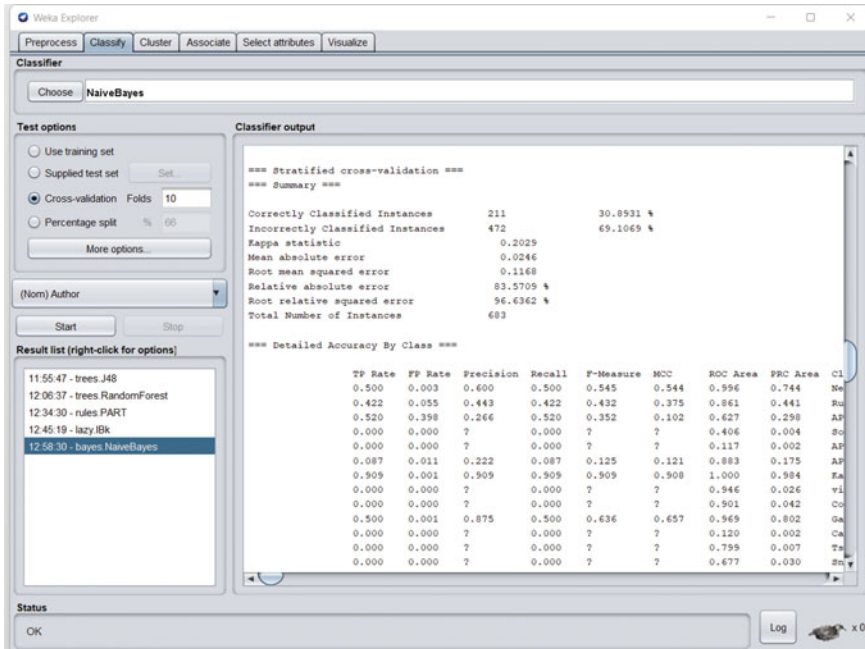 Weka Explorer
Preprocess Classify Cluster Associate Select attributes Visualize
Classifier
Choose NaiveBayes
Test options
Use training set
Supplied test set Set...
Cross-validation Folds 10
Percentage split % 66
More options...
(Nom) Author
Start Stop
Result list (right-click for options)
11:55:47 - trees.J48
12:06:37 - trees.RandomForest
12:34:30 - rules.PART
12:45:19 - lazy.IBk
12:58:30 - bayes.NaiveBayes
Classifier output
=== Stratified cross-validation ===
=== Summary ===
Correctly Classified Instances 211 30.8931 %
Incorrectly Classified Instances 472 69.1069 %
Kappa statistic 0.2029
Mean absolute error 0.0246
Root mean squared error 0.1168
Relative absolute error 83.5709 %
Root relative squared error 96.6362 %
Total Number of Instances 683
=== Detailed Accuracy By Class ===
TP Rate FP Rate Precision Recall F-Measure MCC ROC Area PRC Area Cl
0.500 0.003 0.600 0.500 0.545 0.544 0.996 0.744 Ne
0.422 0.055 0.443 0.422 0.432 0.375 0.861 0.441 Ru
0.520 0.398 0.266 0.520 0.352 0.102 0.627 0.298 AP
0.000 0.000 ? 0.000 ? ? 0.406 0.004 So
0.000 0.000 ? 0.000 ? ? 0.117 0.002 AP
0.087 0.011 0.222 0.087 0.125 0.121 0.883 0.175 AP
0.909 0.001 0.909 0.909 0.909 0.908 1.000 0.984 Ka
0.000 0.000 ? 0.000 ? ? 0.946 0.026 vi
0.000 0.000 ? 0.000 ? ? 0.901 0.042 Co
0.500 0.001 0.875 0.500 0.636 0.657 0.969 0.802 Ga
0.000 0.000 ? 0.000 ? ? 0.120 0.002 Ca
0.000 0.000 ? 0.000 ? ? 0.799 0.007 Ts
0.000 0.000 ? 0.000 ? ? 0.677 0.030 Sn
Status
OK
Log x 0